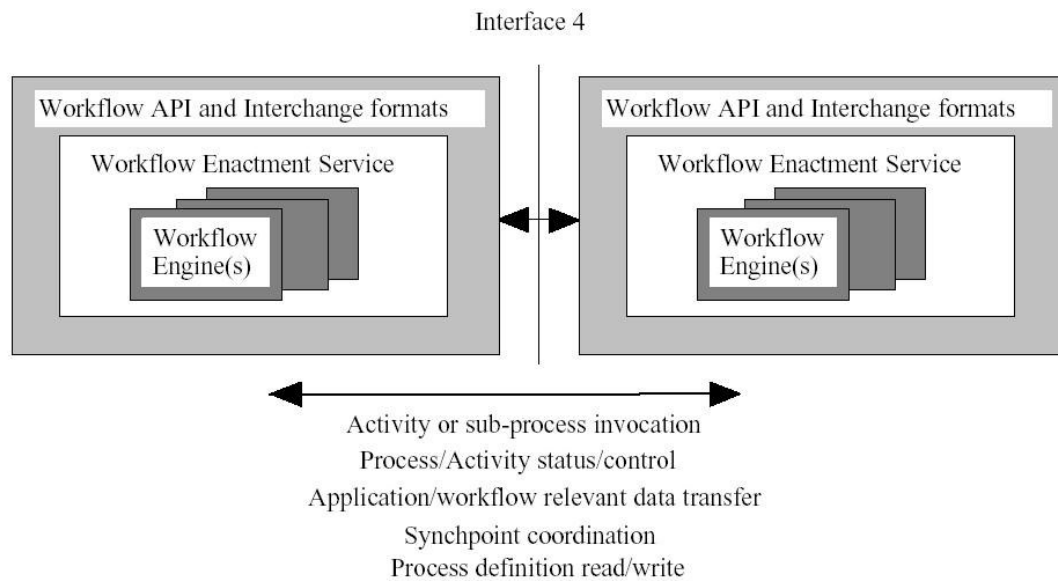 Interface 4
Workflow API and Interchange formats
Workflow Enactment Service
Workflow
Engine(s)
Workflow API and Interchange formats
Workflow Enactment Service
Workflow
Engine(s)
Activity or sub-process invocation
Process/Activity status/control
Application/workflow relevant data transfer
Synchpoint coordination
Process definition read/write